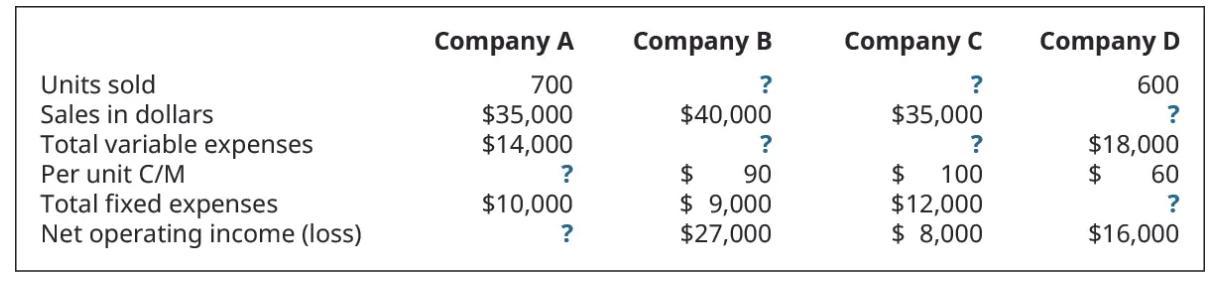 Company A Company B Company C Company D
Units sold 700 ? ? 600
Sales in dollars $35,000 $40,000 $35,000 ?
Total variable expenses $14,000 ? ? $18,000
Per unit C/M ? $ 90 $ 100 $ 60
Total fixed expenses $10,000 $ 9,000 $12,000 ?
Net operating income (loss) ? $27,000 $ 8,000 $16,000